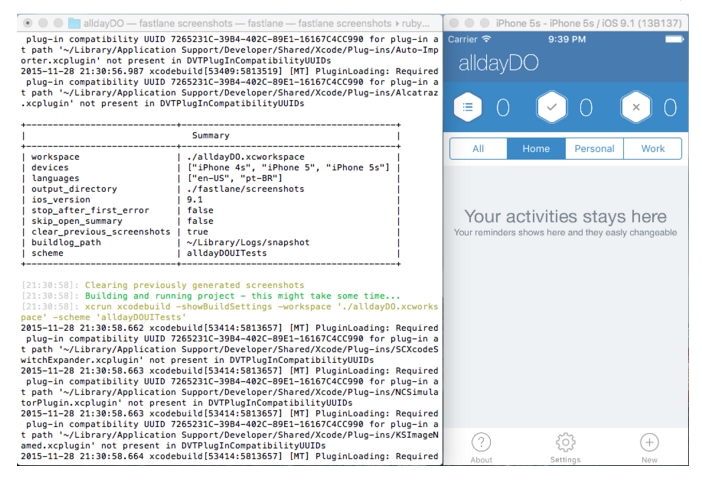 alldayDO — fastlane screenshots — fastlane — fastlane screenshots ▸ ruby...
plug-in compatibility UUID 7265231C-39B4-402C-89E1-16167C4CC990 for plug-in a
t path '~/Library/Application Support/Developer/Shared/Xcode/Plug-ins/Auto-Imp
orter.xcplugin' not present in DVTPlugInCompatibilityUUIDs
2015-11-28 21:30:56.987 xcodebuild[53409:5813519] [MT] PluginLoading: Required
plug-in compatibility UUID 7265231C-39B4-402C-89E1-16167C4CC990 for plug-in a
t path '~/Library/Application Support/Developer/Shared/Xcode/Plug-ins/Alcatraz
.xcplugin' not present in DVTPlugInCompatibilityUUIDs
Summary
workspace | ./alldayDO.xcworkspace
devices | ["iPhone 4s", "iPhone 5", "iPhone 5s"]
languages | ["en-US", "pt-BR"]
output_directory | ./fastlane/screenshots
ios_version | 9.1
stop_after_first_error | false
skip_open_summary | false
clear_previous_screenshots | true
buildlog_path | ~/Library/Logs/snapshot
scheme | alldayDOUITests
[21:30:58]: Clearing previously generated screenshots
[21:30:58]: Building and running project - this might take some time...
[21:30:58]: xcrun xcodebuild -showBuildSettings -workspace './alldayDO.xcworks
pace' -scheme 'alldayDOUITests'
2015-11-28 21:30:58.662 xcodebuild[53414:5813657] [MT] PluginLoading: Required
plug-in compatibility UUID 7265231C-39B4-402C-89E1-16167C4CC990 for plug-in a
t path '~/Library/Application Support/Developer/Shared/Xcode/Plug-ins/SCXcodeS
witchExpander.xcplugin' not present in DVTPlugInCompatibilityUUIDs
2015-11-28 21:30:58.663 xcodebuild[53414:5813657] [MT] PluginLoading: Required
plug-in compatibility UUID 7265231C-39B4-402C-89E1-16167C4CC990 for plug-in a
t path '~/Library/Application Support/Developer/Shared/Xcode/Plug-ins/NCSimula
torPlugin.xcplugin' not present in DVTPlugInCompatibilityUUIDs
2015-11-28 21:30:58.663 xcodebuild[53414:5813657] [MT] PluginLoading: Required
plug-in compatibility UUID 7265231C-39B4-402C-89E1-16167C4CC990 for plug-in a
t path '~/Library/Application Support/Developer/Shared/Xcode/Plug-ins/KSImageN
amed.xcplugin' not present in DVTPlugInCompatibilityUUIDs
2015-11-28 21:30:58.664 xcodebuild[53414:5813657] [MT] PluginLoading: Required
iPhone 5s - iPhone 5s / iOS 9.1 (13B137)
Carrier 9:39 PM
alldayDO
0 0 0
All Home Personal Work
Your activities stays here
Your reminders shows here and they easly changeable
About Settings New